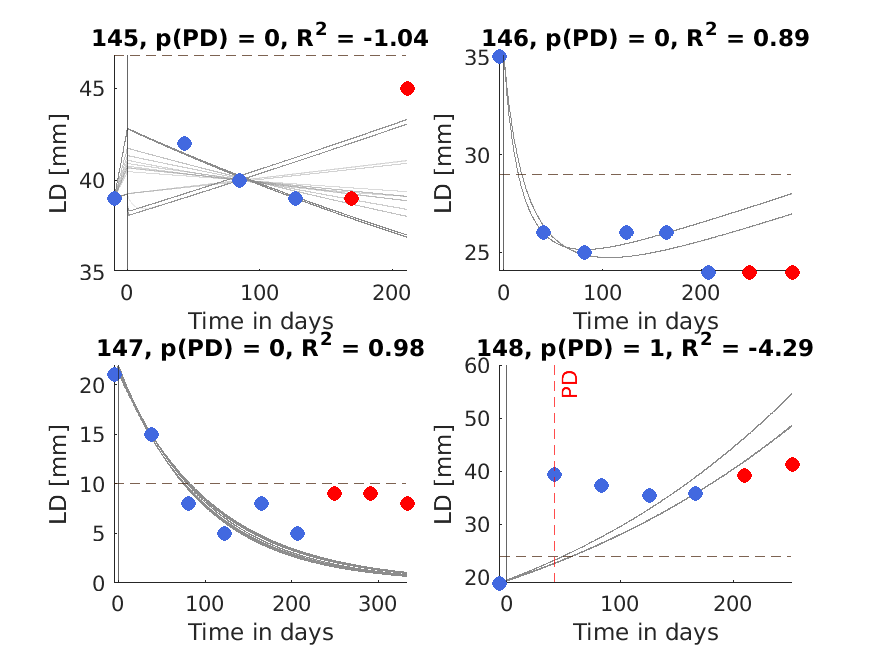 145, p(PD) = 0, R² = -1.04
LD [mm]
45
40
35
0 100 200
Time in days
146, p(PD) = 0, R² = 0.89
LD [mm]
35
30
25
0 100 200
Time in days
147, p(PD) = 0, R² = 0.98
LD [mm]
20
15
10
5
0
0 100 200 300
Time in days
148, p(PD) = 1, R² = -4.29
LD [mm]
60
50
40
30
20
PD
0 100 200
Time in days